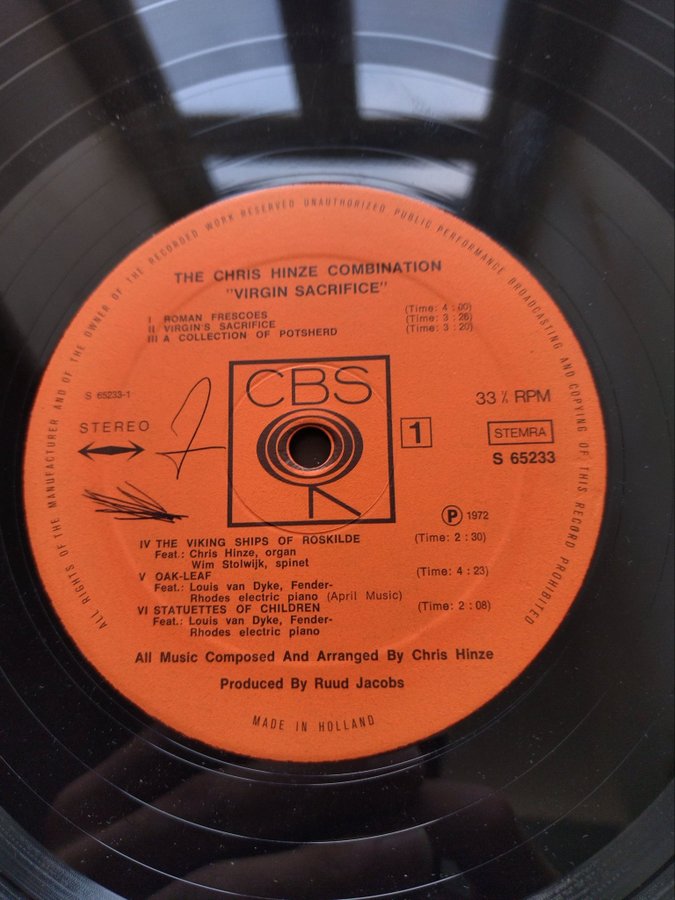 ALL RIGHTS OF THE MANUFACTURER AND OF THE OWNER OF THE RECORDED WORK RESERVED UNAUTHORIZED PUBLIC PERFORMANCE BROADCASTING AND COPYING OF THIS RECORD PROHIBITED
THE CHRIS HINZE COMBINATION
"VIRGIN SACRIFICE"
I ROMAN FRESCOES (Time: 4 : 00)
II VIRGIN'S SACRIFICE (Time: 3 : 26)
III A COLLECTION OF POTSHERD (Time: 3 : 20)
S 65233-1
CBS
33⅓ RPM
STEREO
1
STEMRA
S 65233
Ⓟ 1972
IV THE VIKING SHIPS OF ROSKILDE (Time: 2 : 30)
Feat.: Chris Hinze, organ
Wim Stolwijk, spinet
V OAK-LEAF (Time: 4 : 23)
Feat.: Louis van Dyke, Fender-
Rhodes electric piano (April Music)
VI STATUETTES OF CHILDREN (Time: 2 : 08)
Feat.: Louis van Dyke, Fender-
Rhodes electric piano
All Music Composed And Arranged By Chris Hinze
Produced By Ruud Jacobs
MADE IN HOLLAND